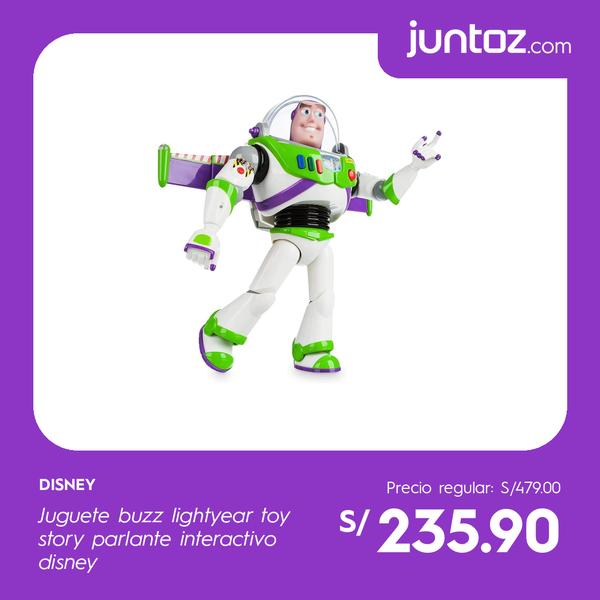 juntoz.com
DISNEY
Juguete buzz lightyear toy
story parlante interactivo
disney
Precio regular: S/479.00
S/ 235.90